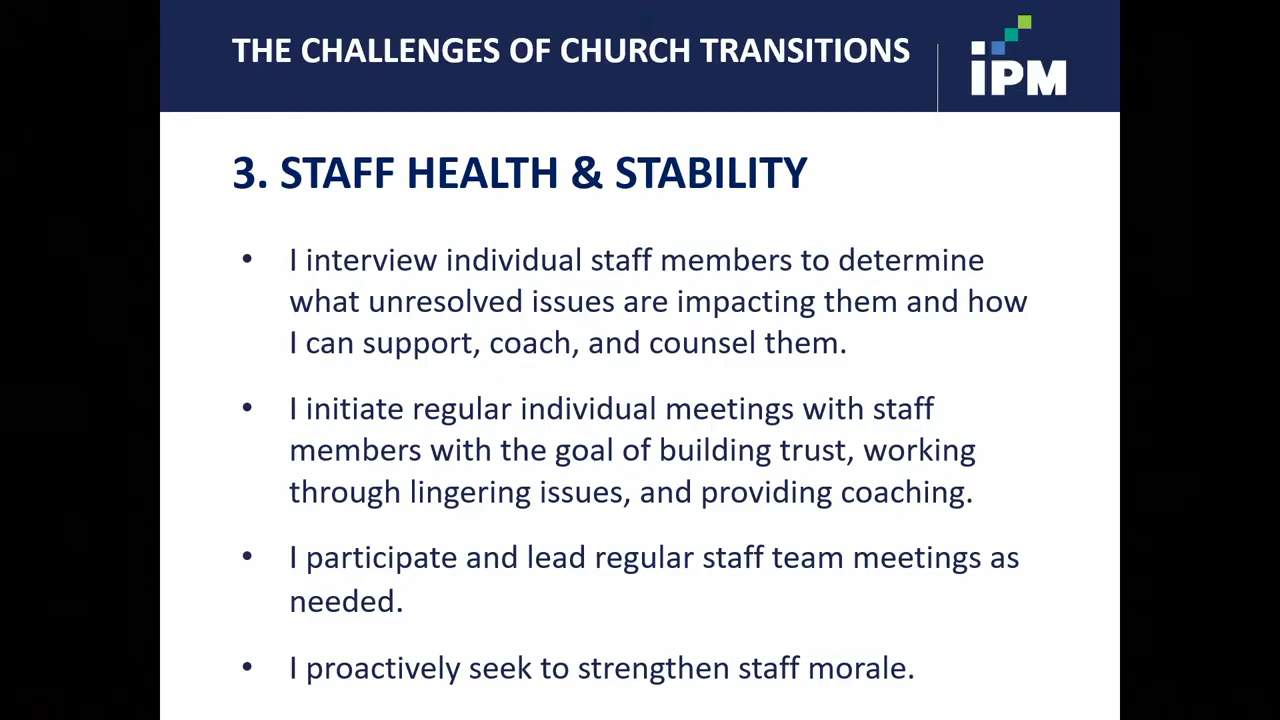 THE CHALLENGES OF CHURCH TRANSITIONS
iPM
3. STAFF HEALTH & STABILITY
• I interview individual staff members to determine
what unresolved issues are impacting them and how
I can support, coach, and counsel them.
• I initiate regular individual meetings with staff
members with the goal of building trust, working
through lingering issues, and providing coaching.
• I participate and lead regular staff team meetings as
needed.
• I proactively seek to strengthen staff morale.